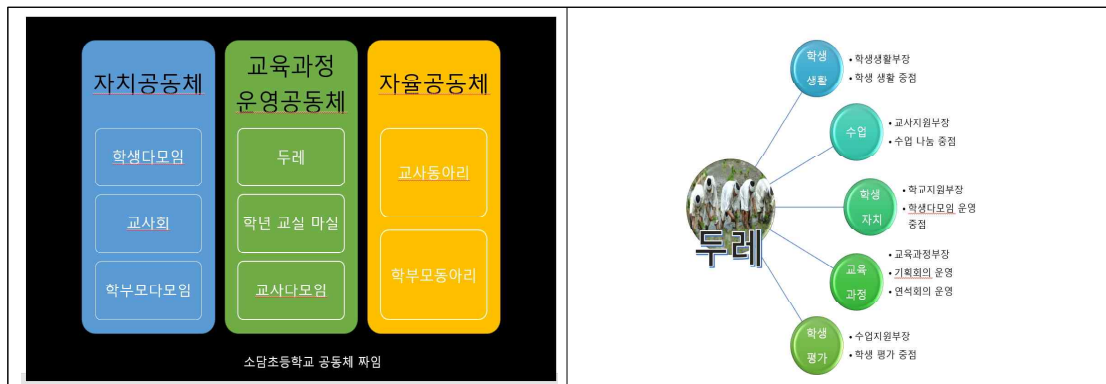 자치공동체
학생다모임
교사회
학부모다모임
교육과정
운영공동체
두레
학년 교실 마실
교사다모임
자율공동체
교사동아리
학부모동아리
소담초등학교 공동체 짜임
두레
학생
생활
• 학생생활부장
• 학생 생활 중점
수업
• 교사지원부장
• 수업 나눔 중점
학생
자치
• 학교지원부장
• 학생다모임 운영
중점
교육
과정
• 교육과정부장
• 기획회의 운영
• 연석회의 운영
학생
평가
• 수업지원부장
• 학생 평가 중점